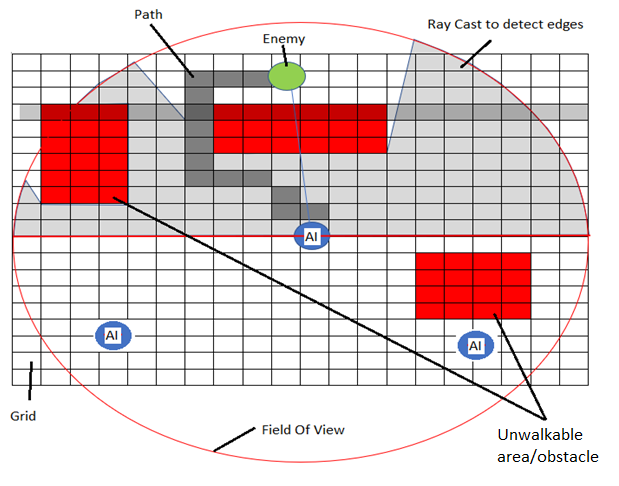 Path
Enemy
Ray Cast to detect edges
AI
AI
AI
Grid
Field Of View
Unwalkable
area/obstacle